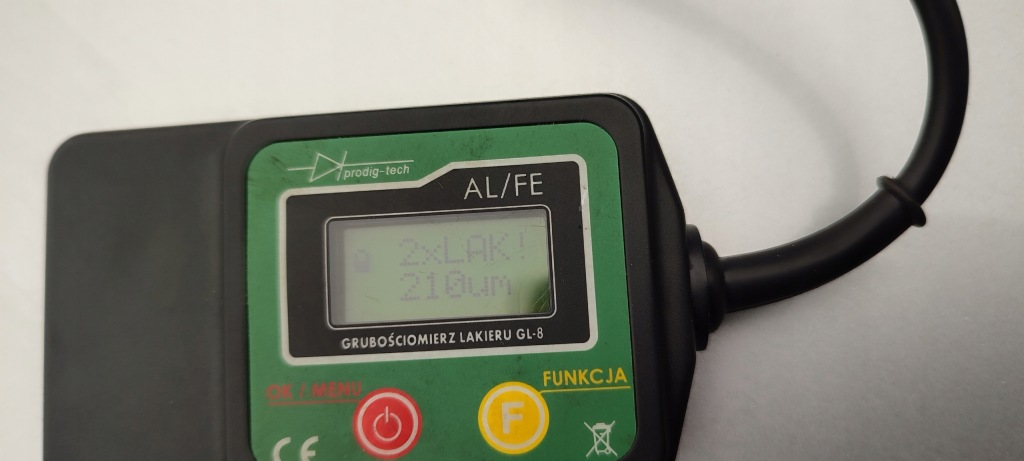 prodig-tech
AL/FE
2xLAK!
210um
GRUBOŚCIOMIERZ LAKIERU GL-8
OK / MENU
FUNKCJA
F
CE